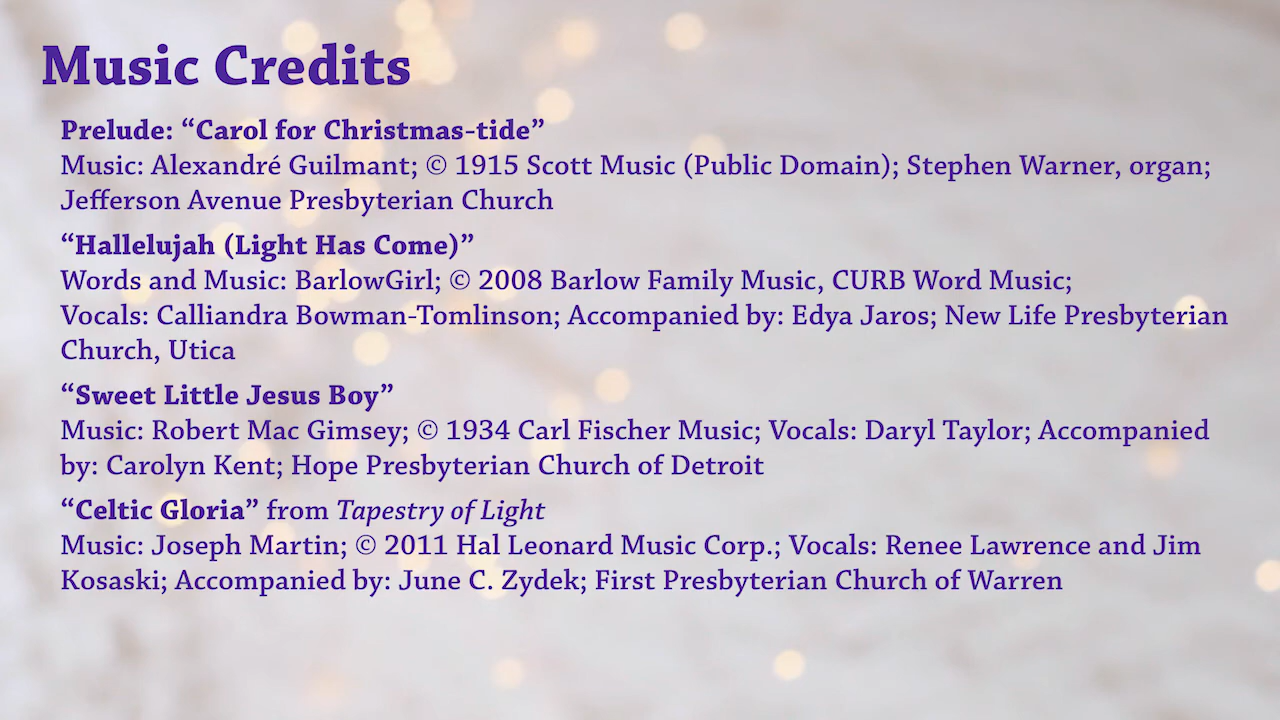 Music Credits
Prelude: “Carol for Christmas-tide”
Music: Alexandré Guilmant; © 1915 Scott Music (Public Domain); Stephen Warner, organ;
Jefferson Avenue Presbyterian Church
“Hallelujah (Light Has Come)”
Words and Music: BarlowGirl; © 2008 Barlow Family Music, CURB Word Music;
Vocals: Calliandra Bowman-Tomlinson; Accompanied by: Edya Jaros; New Life Presbyterian
Church, Utica
“Sweet Little Jesus Boy”
Music: Robert Mac Gimsey; © 1934 Carl Fischer Music; Vocals: Daryl Taylor; Accompanied
by: Carolyn Kent; Hope Presbyterian Church of Detroit
“Celtic Gloria” from Tapestry of Light
Music: Joseph Martin; © 2011 Hal Leonard Music Corp.; Vocals: Renee Lawrence and Jim
Kosaski; Accompanied by: June C. Zydek; First Presbyterian Church of Warren